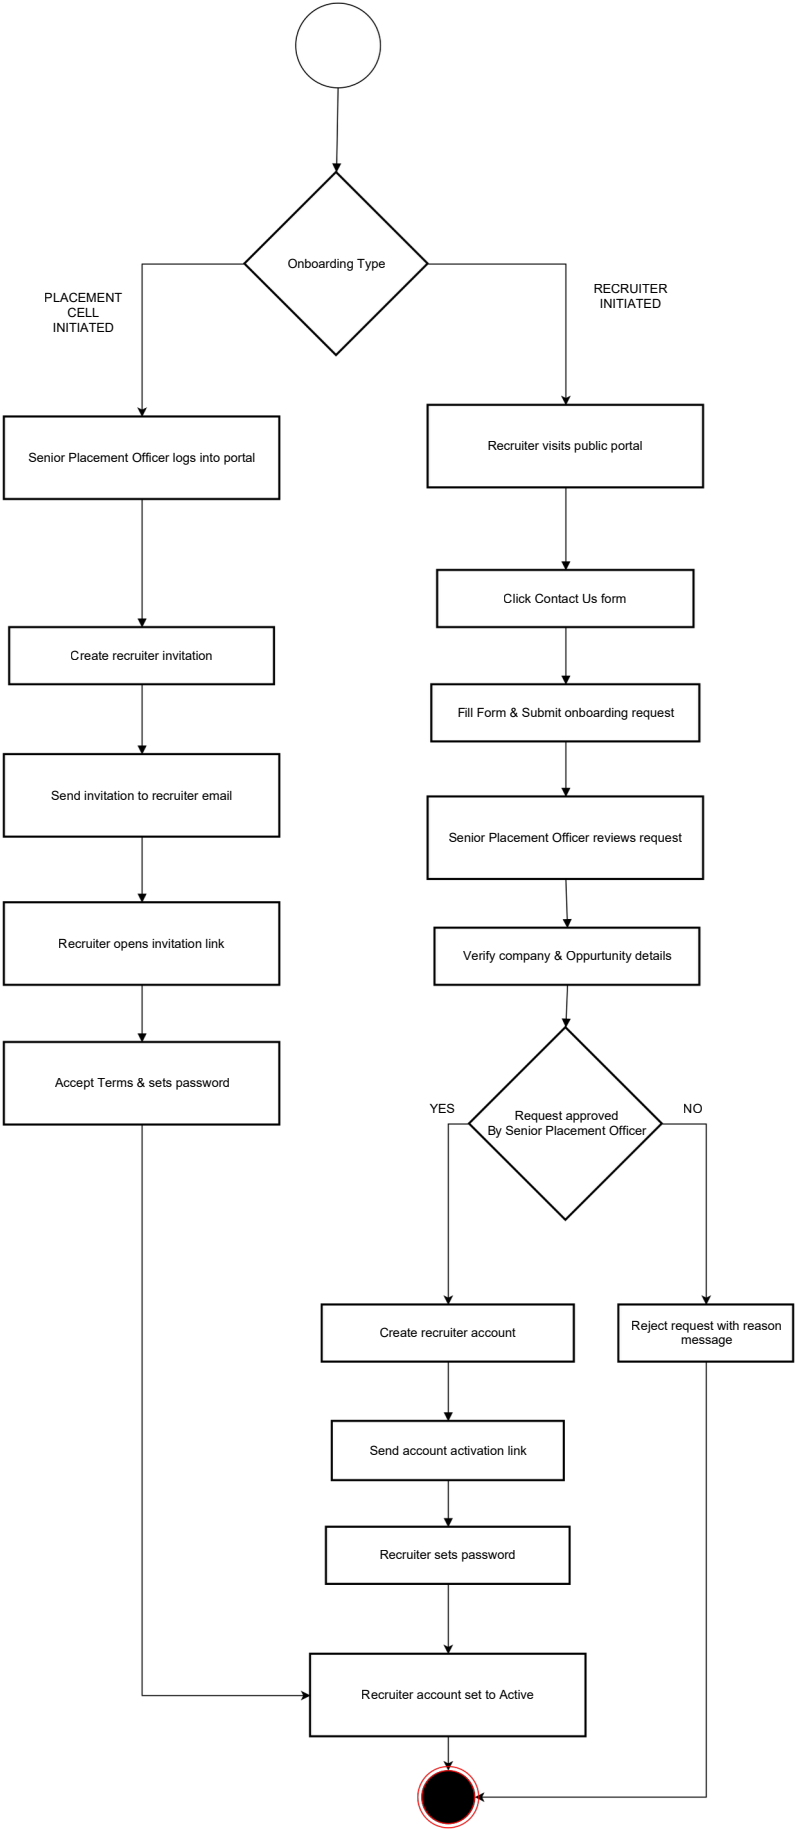 Onboarding Type
PLACEMENT
CELL
INITIATED
RECRUITER
INITIATED
Senior Placement Officer logs into portal
Recruiter visits public portal
Click Contact Us form
Create recruiter invitation
Fill Form & Submit onboarding request
Send invitation to recruiter email
Senior Placement Officer reviews request
Recruiter opens invitation link
Verify company & Oppurtunity details
Accept Terms & sets password
YES
Request approved
By Senior Placement Officer
NO
Create recruiter account
Reject request with reason
message
Send account activation link
Recruiter sets password
Recruiter account set to Active